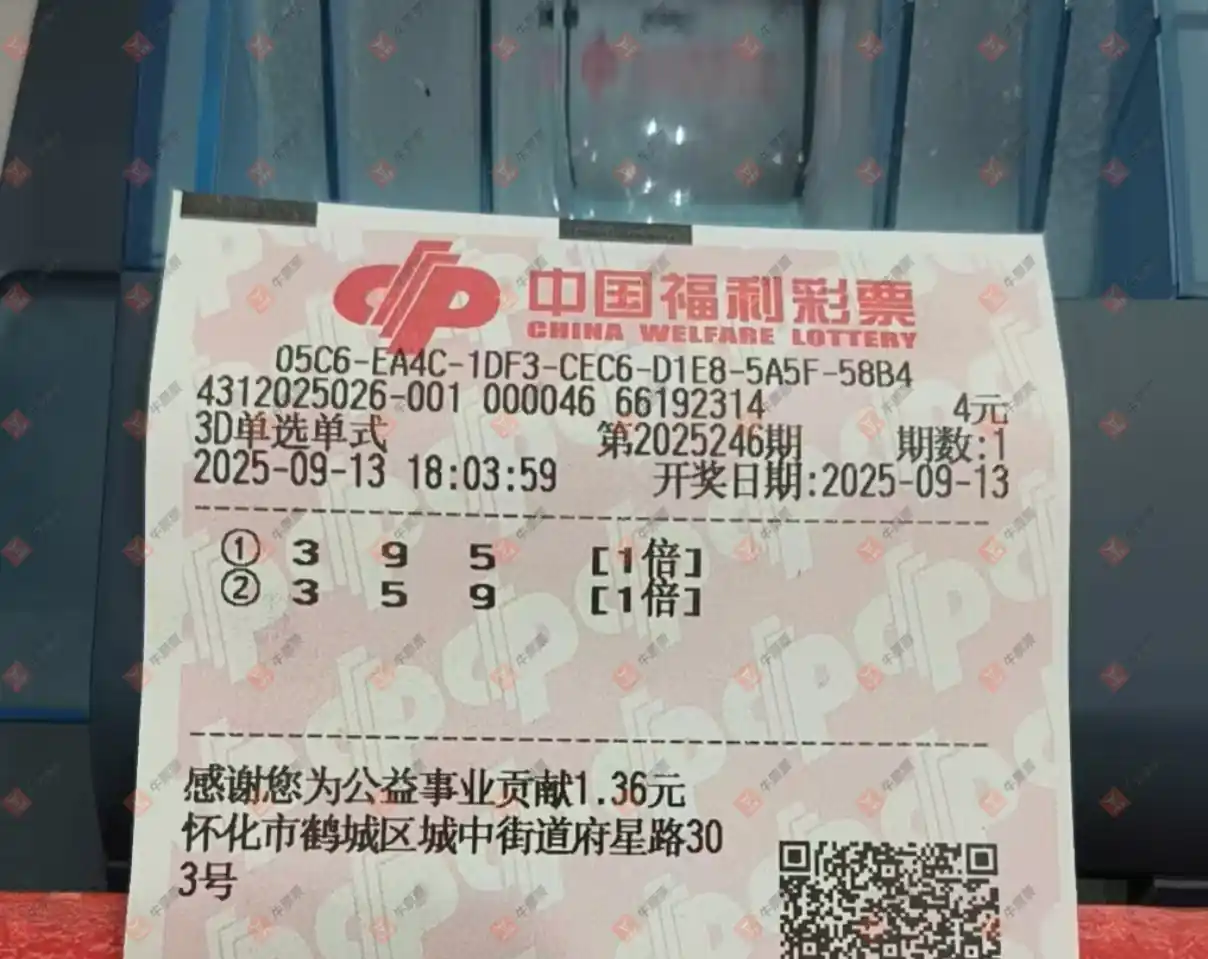 中国福利彩票
CHINA WELFARE LOTTERY
05C6-EA4C-1DF3-CEC6-D1E8-5A5F-58B4
4312025026-001 000046 66192314 4元
3D单选单式 第2025246期 期数:1
2025-09-13 18:03:59 开奖日期:2025-09-13
① 3 9 5 [1倍]
② 3 5 9 [1倍]
感谢您为公益事业贡献1.36元
怀化市鹤城区城中街道府星路30
3号